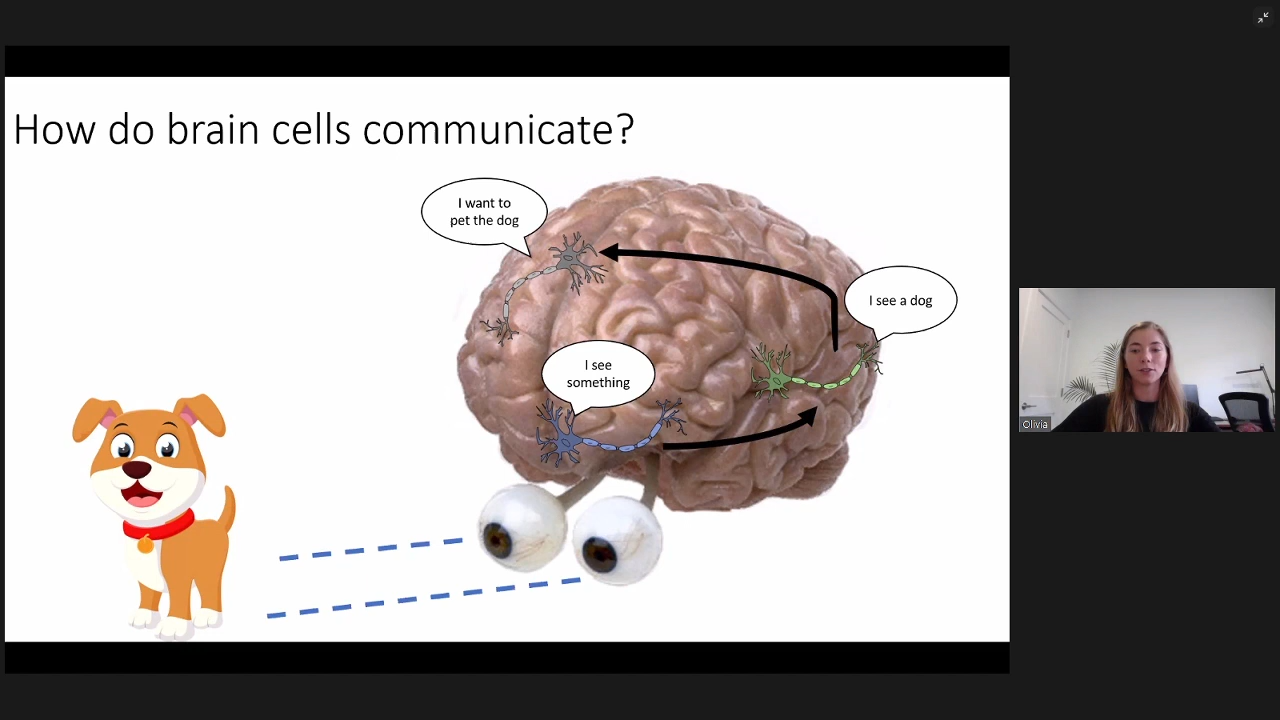 How do brain cells communicate?
I want to
pet the dog
I see a dog
I see
something
Olivia